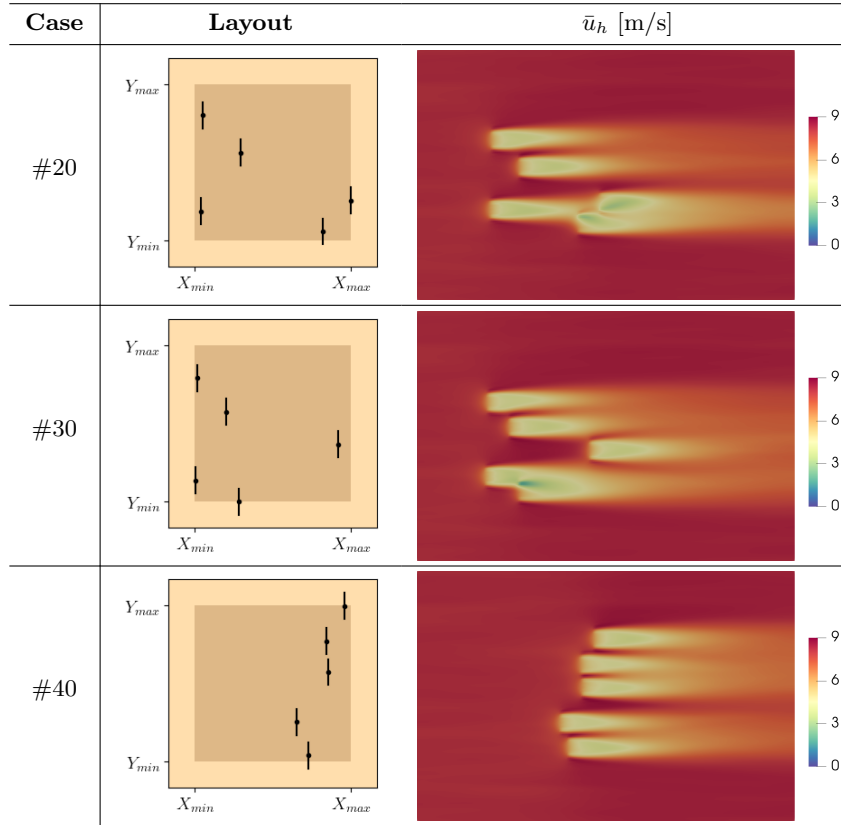 Case Layout ū_h [m/s]
Y_max
9
6
#20
3
Y_min
0
X_min X_max
Y_max
9
6
#30
3
Y_min
0
X_min X_max
Y_max
9
6
#40
3
Y_min
0
X_min X_max